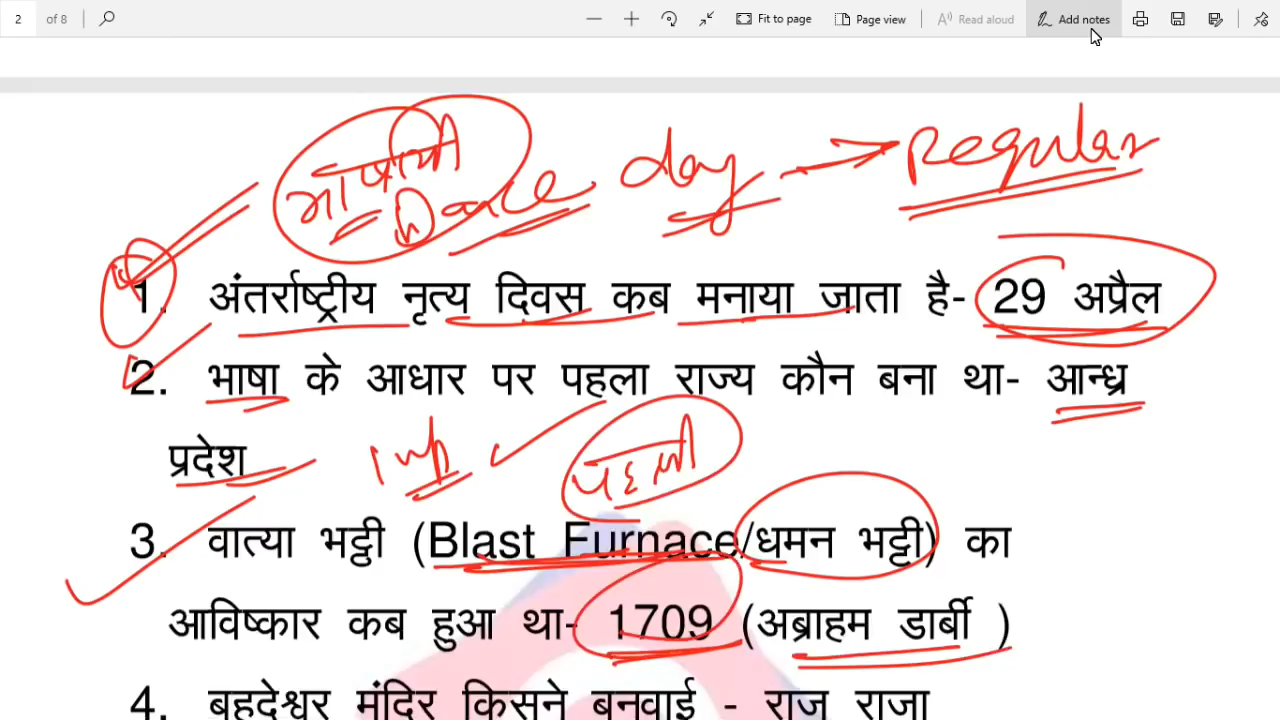 2 of 8 Fit to page Page view Read aloud Add notes
Dance day → Regular
1. अंतर्राष्ट्रीय नृत्य दिवस कब मनाया जाता है- 29 अप्रैल
2. भाषा के आधार पर पहला राज्य कौन बना था- आन्ध्र
प्रदेश Imp
3. वात्या भट्ठी (Blast Furnace/धमन भट्टी) का
आविष्कार कब हुआ था- 1709 (अब्राहम डार्बी )
4. बृहदेश्वर मंदिर किसने बनवाई - राज राजा